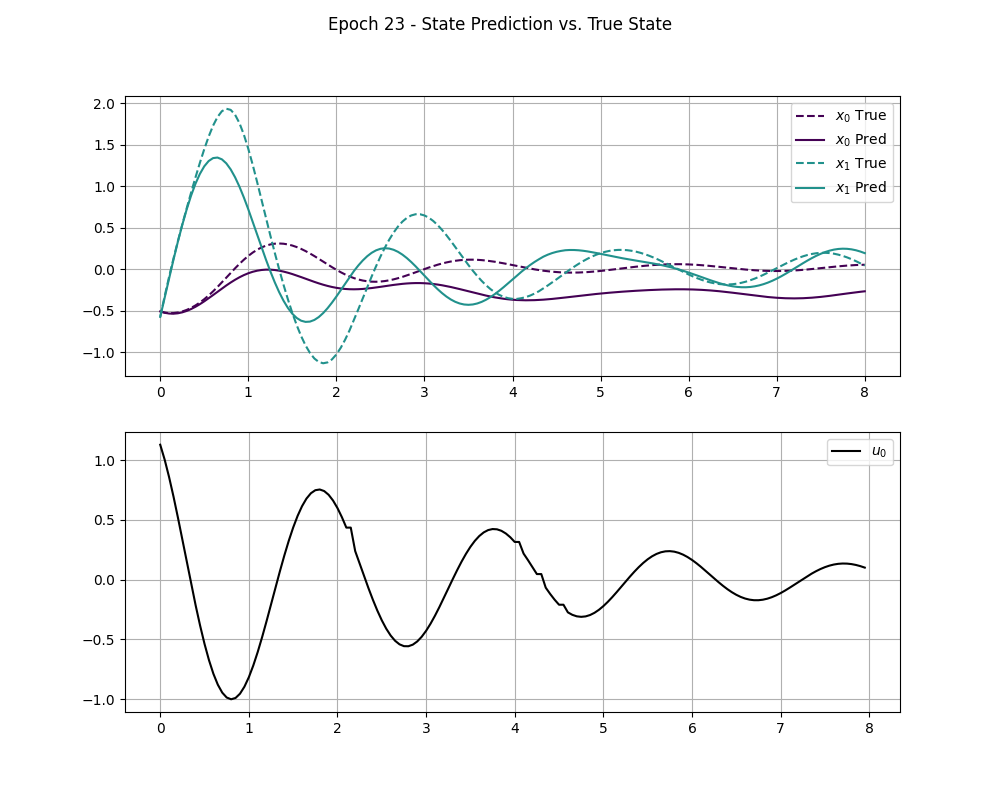 Epoch 23 - State Prediction vs. True State
2.0
1.5
1.0
0.5
0.0
−0.5
−1.0
x₀ True
x₀ Pred
x₁ True
x₁ Pred
0 1 2 3 4 5 6 7 8
1.0
0.5
0.0
−0.5
−1.0
u₀
0 1 2 3 4 5 6 7 8